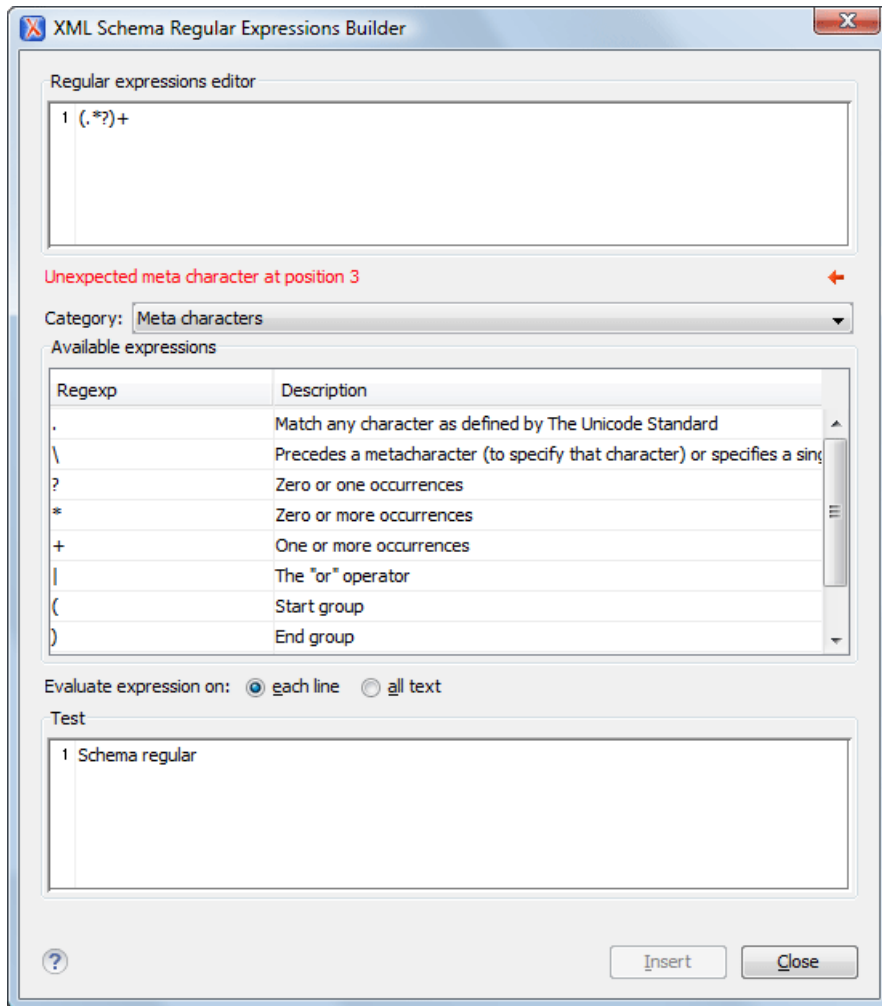 XML Schema Regular Expressions Builder
Regular expressions editor
1 (.*?)+
Unexpected meta character at position 3
Category: Meta characters
Available expressions
Regexp Description
. Match any character as defined by The Unicode Standard
\ Precedes a metacharacter (to specify that character) or specifies a sing
? Zero or one occurrences
* Zero or more occurrences
+ One or more occurrences
| The "or" operator
( Start group
) End group
Evaluate expression on: each line all text
Test
1 Schema regular
? Insert Close